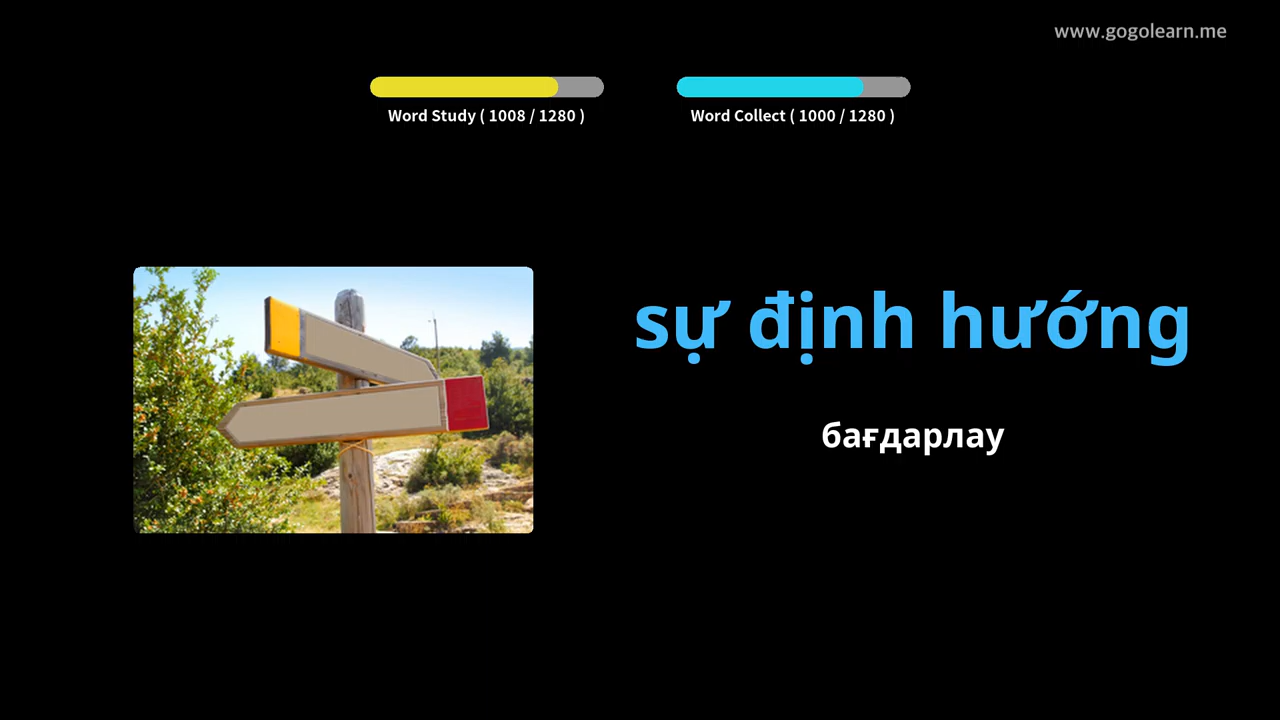 www.gogolearn.me
Word Study ( 1008 / 1280 )
Word Collect ( 1000 / 1280 )
sự định hướng
бағдарлау